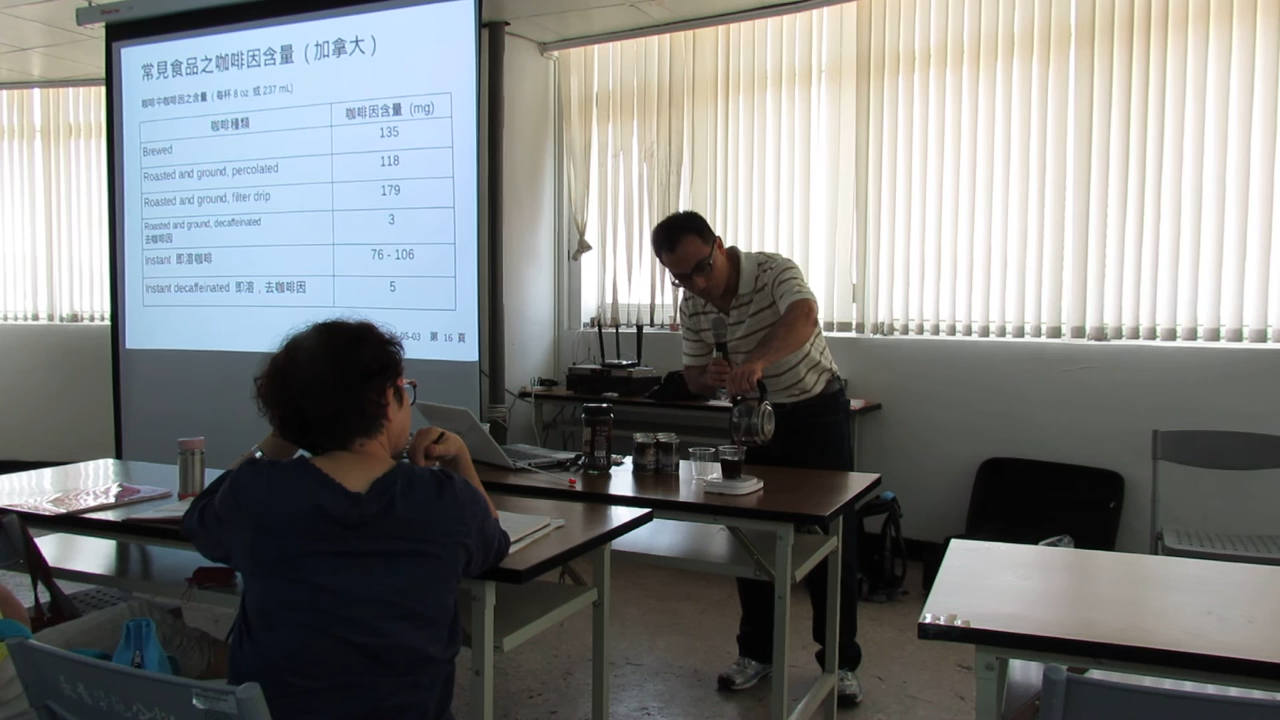 常見食品之咖啡因含量 ( 加拿大 )
咖啡中咖啡因之含量 ( 每杯 8 oz 或 237 mL)
咖啡種類 咖啡因含量 (mg)
Brewed 135
Roasted and ground, percolated 118
Roasted and ground, filter drip 179
Roasted and ground, decaffeinated 3
去咖啡因
Instant 即溶咖啡 76 - 106
Instant decaffeinated 即溶，去咖啡因 5
05-03 第 16 頁